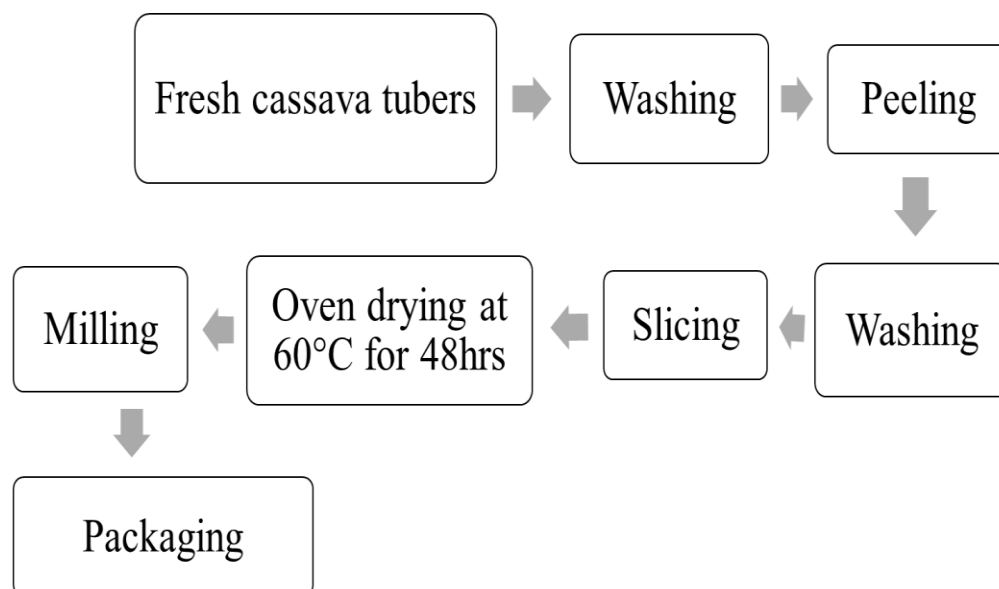 Fresh cassava tubers
Washing
Peeling
Washing
Slicing
Oven drying at
60°C for 48hrs
Milling
Packaging